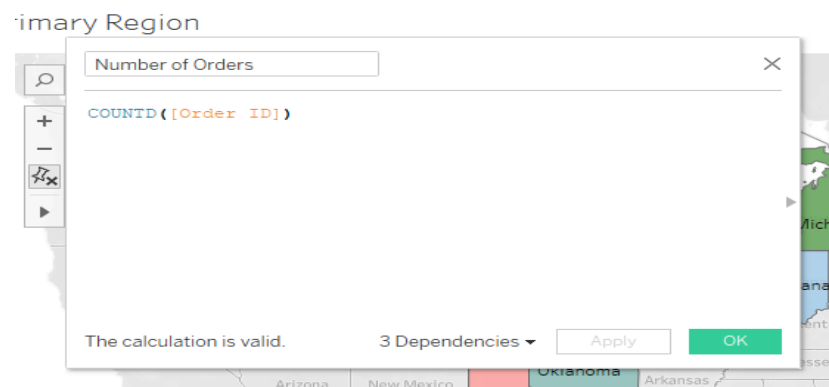 rimary Region
Number of Orders
COUNTD([Order ID])
Mich
ana
The calculation is valid. 3 Dependencies Apply OK
Oklahoma
Arizona New Mexico Arkansas